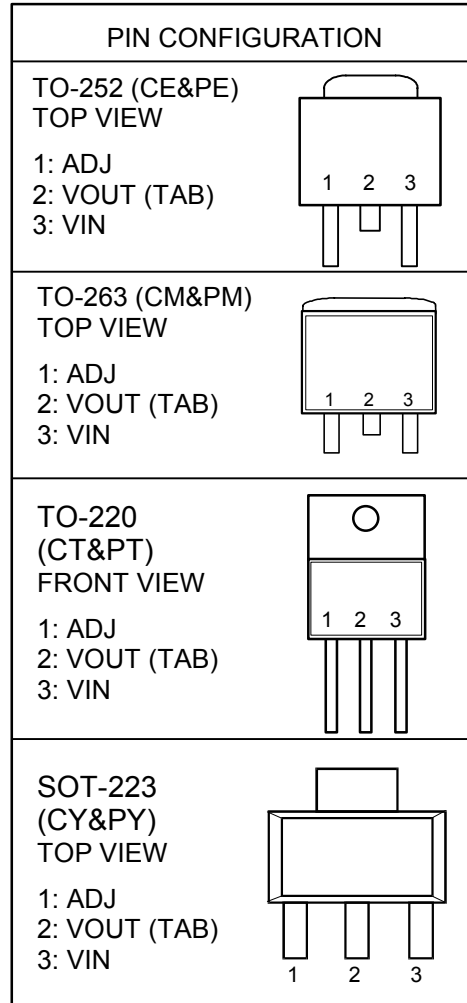 PIN CONFIGURATION
TO-252 (CE&PE)
TOP VIEW
1: ADJ
2: VOUT (TAB)
3: VIN
1 2 3
TO-263 (CM&PM)
TOP VIEW
1: ADJ
2: VOUT (TAB)
3: VIN
1 2 3
TO-220
(CT&PT)
FRONT VIEW
1: ADJ
2: VOUT (TAB)
3: VIN
1 2 3
SOT-223
(CY&PY)
TOP VIEW
1: ADJ
2: VOUT (TAB)
3: VIN
1 2 3